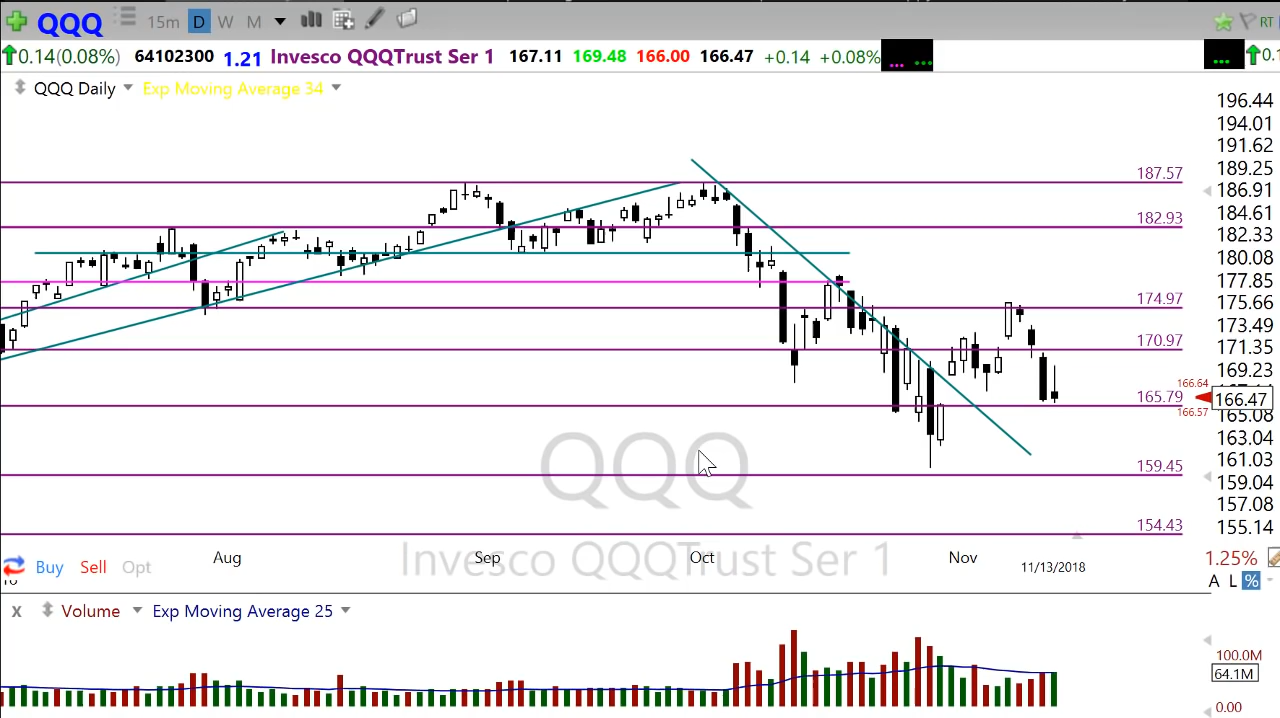 QQQ 15m D W M RT
0.14(0.08%) 64102300 1.21 Invesco QQQTrust Ser 1 167.11 169.48 166.00 166.47 +0.14 +0.08% ... ... ... 0.1
QQQ Daily Exp Moving Average 34
196.44
194.01
191.62
189.25
187.57
186.91
184.61
182.93
182.33
180.08
177.85
174.97
175.66
173.49
170.97
171.35
169.23
166.64
165.79
166.47
166.57
165.08
163.04
QQQ
159.45
161.03
159.04
157.08
154.43
155.14
Aug Sep Oct Nov
Invesco QQQTrust Ser 1
Buy Sell Opt 11/13/2018 1.25%
A L %
X Volume Exp Moving Average 25
100.0M
64.1M
0.00